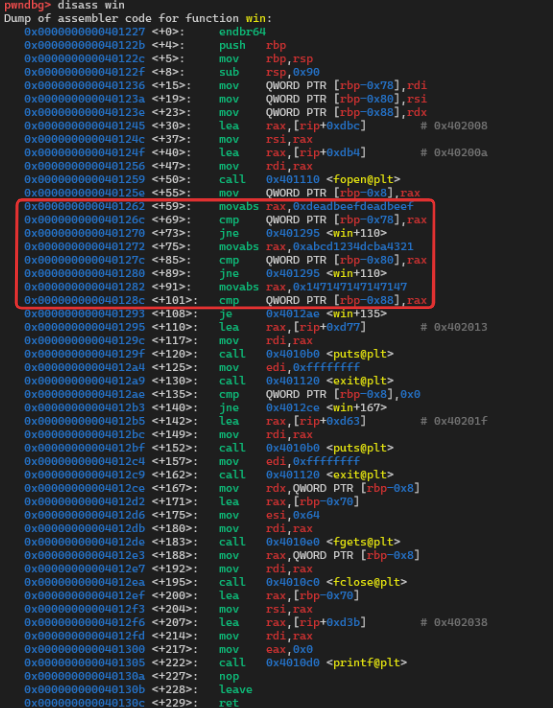 pwndbg> disass win
Dump of assembler code for function win:
0x0000000000401227 <+0>: endbr64
0x000000000040122b <+4>: push rbp
0x000000000040122c <+5>: mov rbp,rsp
0x000000000040122f <+8>: sub rsp,0x90
0x0000000000401236 <+15>: mov QWORD PTR [rbp-0x78],rdi
0x000000000040123a <+19>: mov QWORD PTR [rbp-0x80],rsi
0x000000000040123e <+23>: mov QWORD PTR [rbp-0x88],rdx
0x0000000000401245 <+30>: lea rax,[rip+0xdbc] # 0x402008
0x000000000040124c <+37>: mov rsi,rax
0x000000000040124f <+40>: lea rax,[rip+0xdb4] # 0x40200a
0x0000000000401256 <+47>: mov rdi,rax
0x0000000000401259 <+50>: call 0x401110 <fopen@plt>
0x000000000040125e <+55>: mov QWORD PTR [rbp-0x8],rax
0x0000000000401262 <+59>: movabs rax,0xdeadbeefdeadbeef
0x000000000040126c <+69>: cmp QWORD PTR [rbp-0x78],rax
0x0000000000401270 <+73>: jne 0x401295 <win+110>
0x0000000000401272 <+75>: movabs rax,0xabcd1234dcba4321
0x000000000040127c <+85>: cmp QWORD PTR [rbp-0x80],rax
0x0000000000401280 <+89>: jne 0x401295 <win+110>
0x0000000000401282 <+91>: movabs rax,0x147147147147147
0x000000000040128c <+101>: cmp QWORD PTR [rbp-0x88],rax
0x0000000000401293 <+108>: je 0x4012ae <win+135>
0x0000000000401295 <+110>: lea rax,[rip+0xd77] # 0x402013
0x000000000040129c <+117>: mov rdi,rax
0x000000000040129f <+120>: call 0x4010b0 <puts@plt>
0x00000000004012a4 <+125>: mov edi,0xffffffff
0x00000000004012a9 <+130>: call 0x401120 <exit@plt>
0x00000000004012ae <+135>: cmp QWORD PTR [rbp-0x8],0x0
0x00000000004012b3 <+140>: jne 0x4012ce <win+167>
0x00000000004012b5 <+142>: lea rax,[rip+0xd63] # 0x40201f
0x00000000004012bc <+149>: mov rdi,rax
0x00000000004012bf <+152>: call 0x4010b0 <puts@plt>
0x00000000004012c4 <+157>: mov edi,0xffffffff
0x00000000004012c9 <+162>: call 0x401120 <exit@plt>
0x00000000004012ce <+167>: mov rdx,QWORD PTR [rbp-0x8]
0x00000000004012d2 <+171>: lea rax,[rbp-0x70]
0x00000000004012d6 <+175>: mov esi,0x64
0x00000000004012db <+180>: mov rdi,rax
0x00000000004012de <+183>: call 0x4010e0 <fgets@plt>
0x00000000004012e3 <+188>: mov rax,QWORD PTR [rbp-0x8]
0x00000000004012e7 <+192>: mov rdi,rax
0x00000000004012ea <+195>: call 0x4010c0 <fclose@plt>
0x00000000004012ef <+200>: lea rax,[rbp-0x70]
0x00000000004012f3 <+204>: mov rsi,rax
0x00000000004012f6 <+207>: lea rax,[rip+0xd3b] # 0x402038
0x00000000004012fd <+214>: mov rdi,rax
0x0000000000401300 <+217>: mov eax,0x0
0x0000000000401305 <+222>: call 0x4010d0 <printf@plt>
0x000000000040130a <+227>: nop
0x000000000040130b <+228>: leave
0x000000000040130c <+229>: ret